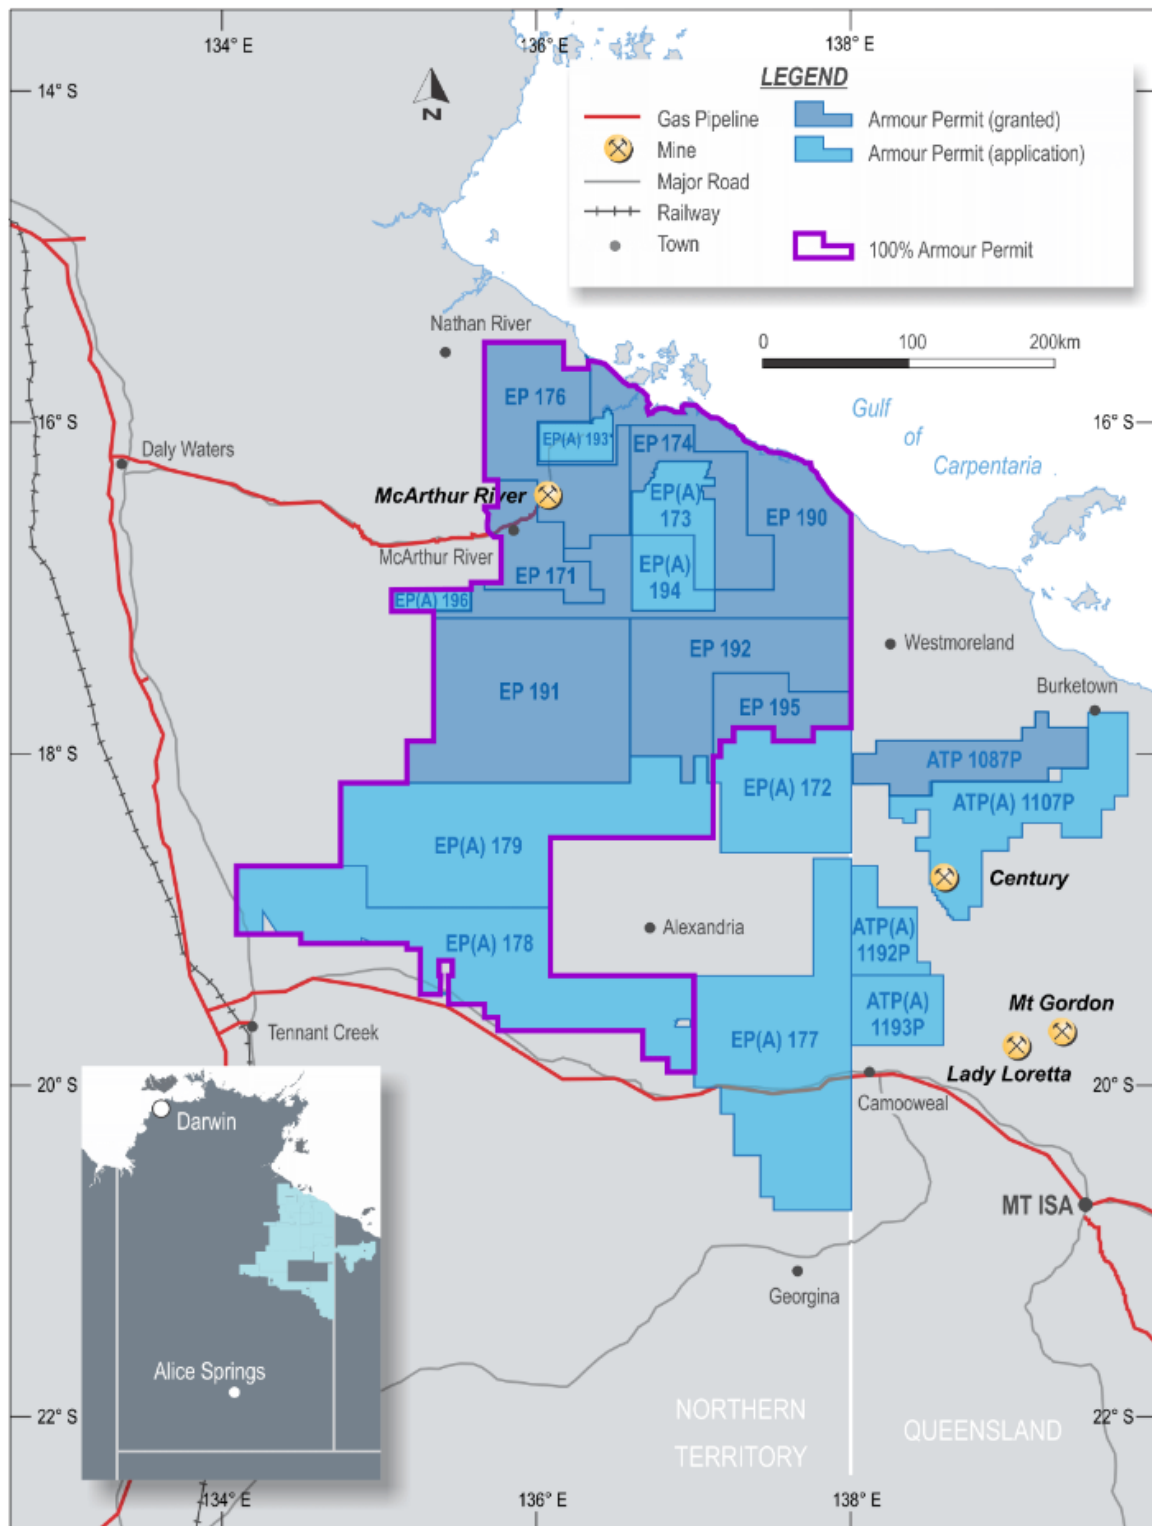 134° E
136° E
138° E
14° S
N
LEGEND
Gas Pipeline
Armour Permit (granted)
Mine
Armour Permit (application)
Major Road
Railway
Town
100% Armour Permit
Nathan River
0
100
200km
EP 176
Gulf
of
Carpentaria
16° S
16° S
EP(A) 193*
EP 174
Daly Waters
McArthur River
EP(A)
173
EP 190
McArthur River
EP 171
EP(A)
194
EP(A) 196
EP 192
Westmoreland
EP 191
EP 195
Burketown
18° S
18° S
ATP 1087P
EP(A) 172
ATP(A) 1107P
EP(A) 179
Century
Alexandria
ATP(A)
1192P
EP(A) 178
ATP(A)
1193P
Mt Gordon
Tennant Creek
EP(A) 177
Lady Loretta
20° S
20° S
Camooweal
Darwin
MT ISA
Georgina
Alice Springs
NORTHERN
TERRITORY
QUEENSLAND
22° S
22° S
134° E
136° E
138° E